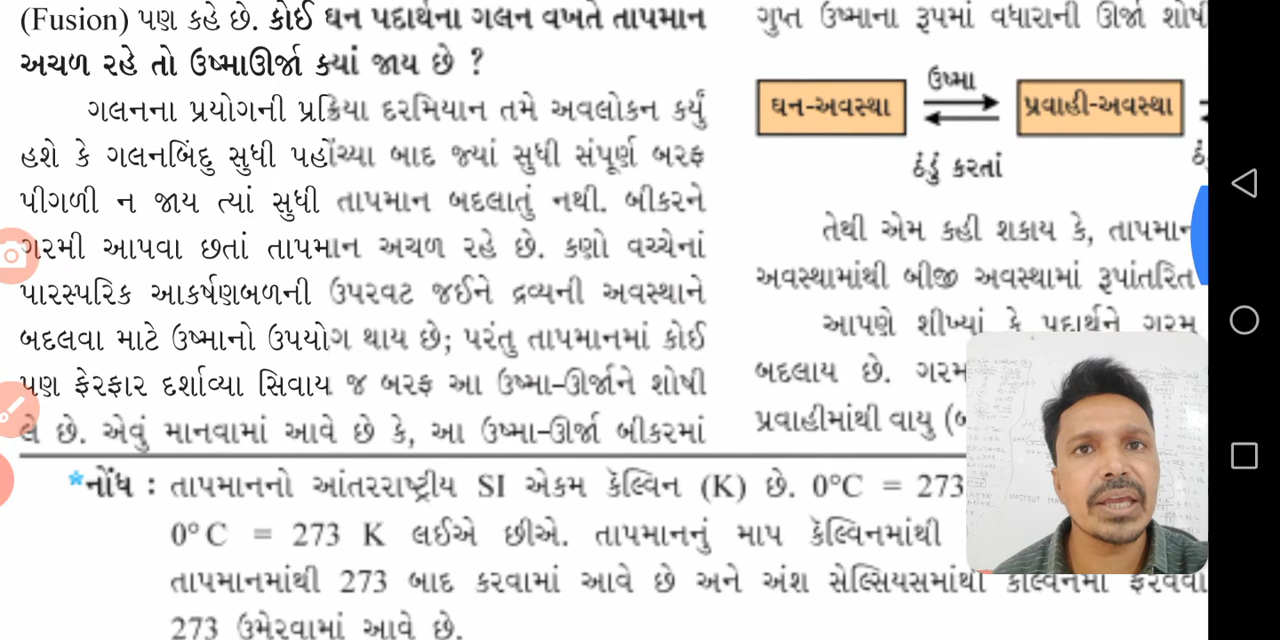 (Fusion) પણ કહે છે. કોઈ ઘન પદાર્થના ગલન વખતે તાપમાન
અચળ રહે તો ઉષ્માઊર્જા ક્યાં જાય છે ?
ગલનના પ્રયોગની પ્રક્રિયા દરમિયાન તમે અવલોકન કર્યું
હશે કે ગલનબિંદુ સુધી પહોંચ્યા બાદ જ્યાં સુધી સંપૂર્ણ બરફ
પીગળી ન જાય ત્યાં સુધી તાપમાન બદલાતું નથી. બીકરને
ગરમી આપવા છતાં તાપમાન અચળ રહે છે. કણો વચ્ચેનાં
પારસ્પરિક આકર્ષણબળની ઉપરવટ જઈને દ્રવ્યની અવસ્થાને
બદલવા માટે ઉષ્માનો ઉપયોગ થાય છે; પરંતુ તાપમાનમાં કોઈ
પણ ફેરફાર દર્શાવ્યા સિવાય જ બરફ આ ઉષ્મા-ઊર્જાને શોષી
લે છે. એવું માનવામાં આવે છે કે, આ ઉષ્મા-ઊર્જા બીકરમાં
ગુપ્ત ઉષ્માના રૂપમાં વધારાની ઊર્જા શોષી
ઉષ્મા
ઘન-અવસ્થા પ્રવાહી-અવસ્થા
ઠંડું કરતાં
તેથી એમ કહી શકાય કે, તાપમાન
અવસ્થામાંથી બીજી અવસ્થામાં રૂપાંતરિત
આપણે શીખ્યાં કે પદાર્થને ગરમ
બદલાય છે. ગરમ
પ્રવાહીમાંથી વાયુ (બ
*નોંધ : તાપમાનનો આંતરરાષ્ટ્રીય SI એકમ કેલ્વિન (K) છે. 0°C = 273
0° C = 273 K લઈએ છીએ. તાપમાનનું માપ કૅલ્વિનમાંથી
તાપમાનમાંથી 273 બાદ કરવામાં આવે છે અને અંશ સેલ્સિયસમાંથી કૅલ્વિનમાં ફેરવવા
273 ઉમેરવામાં આવે છે.